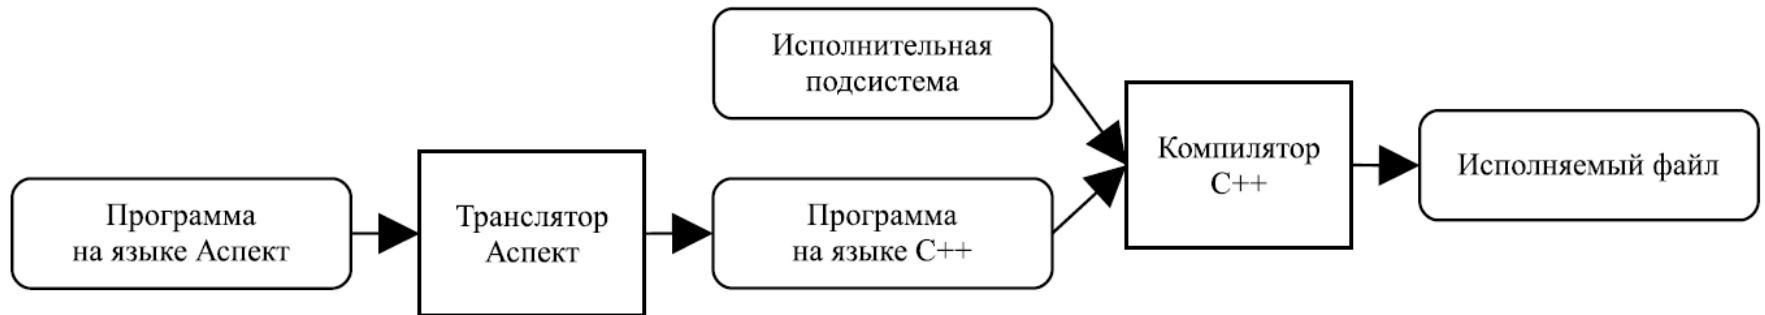 Исполнительная
подсистема
Программа
на языке Аспект
Транслятор
Аспект
Программа
на языке C++
Компилятор
C++
Исполняемый файл